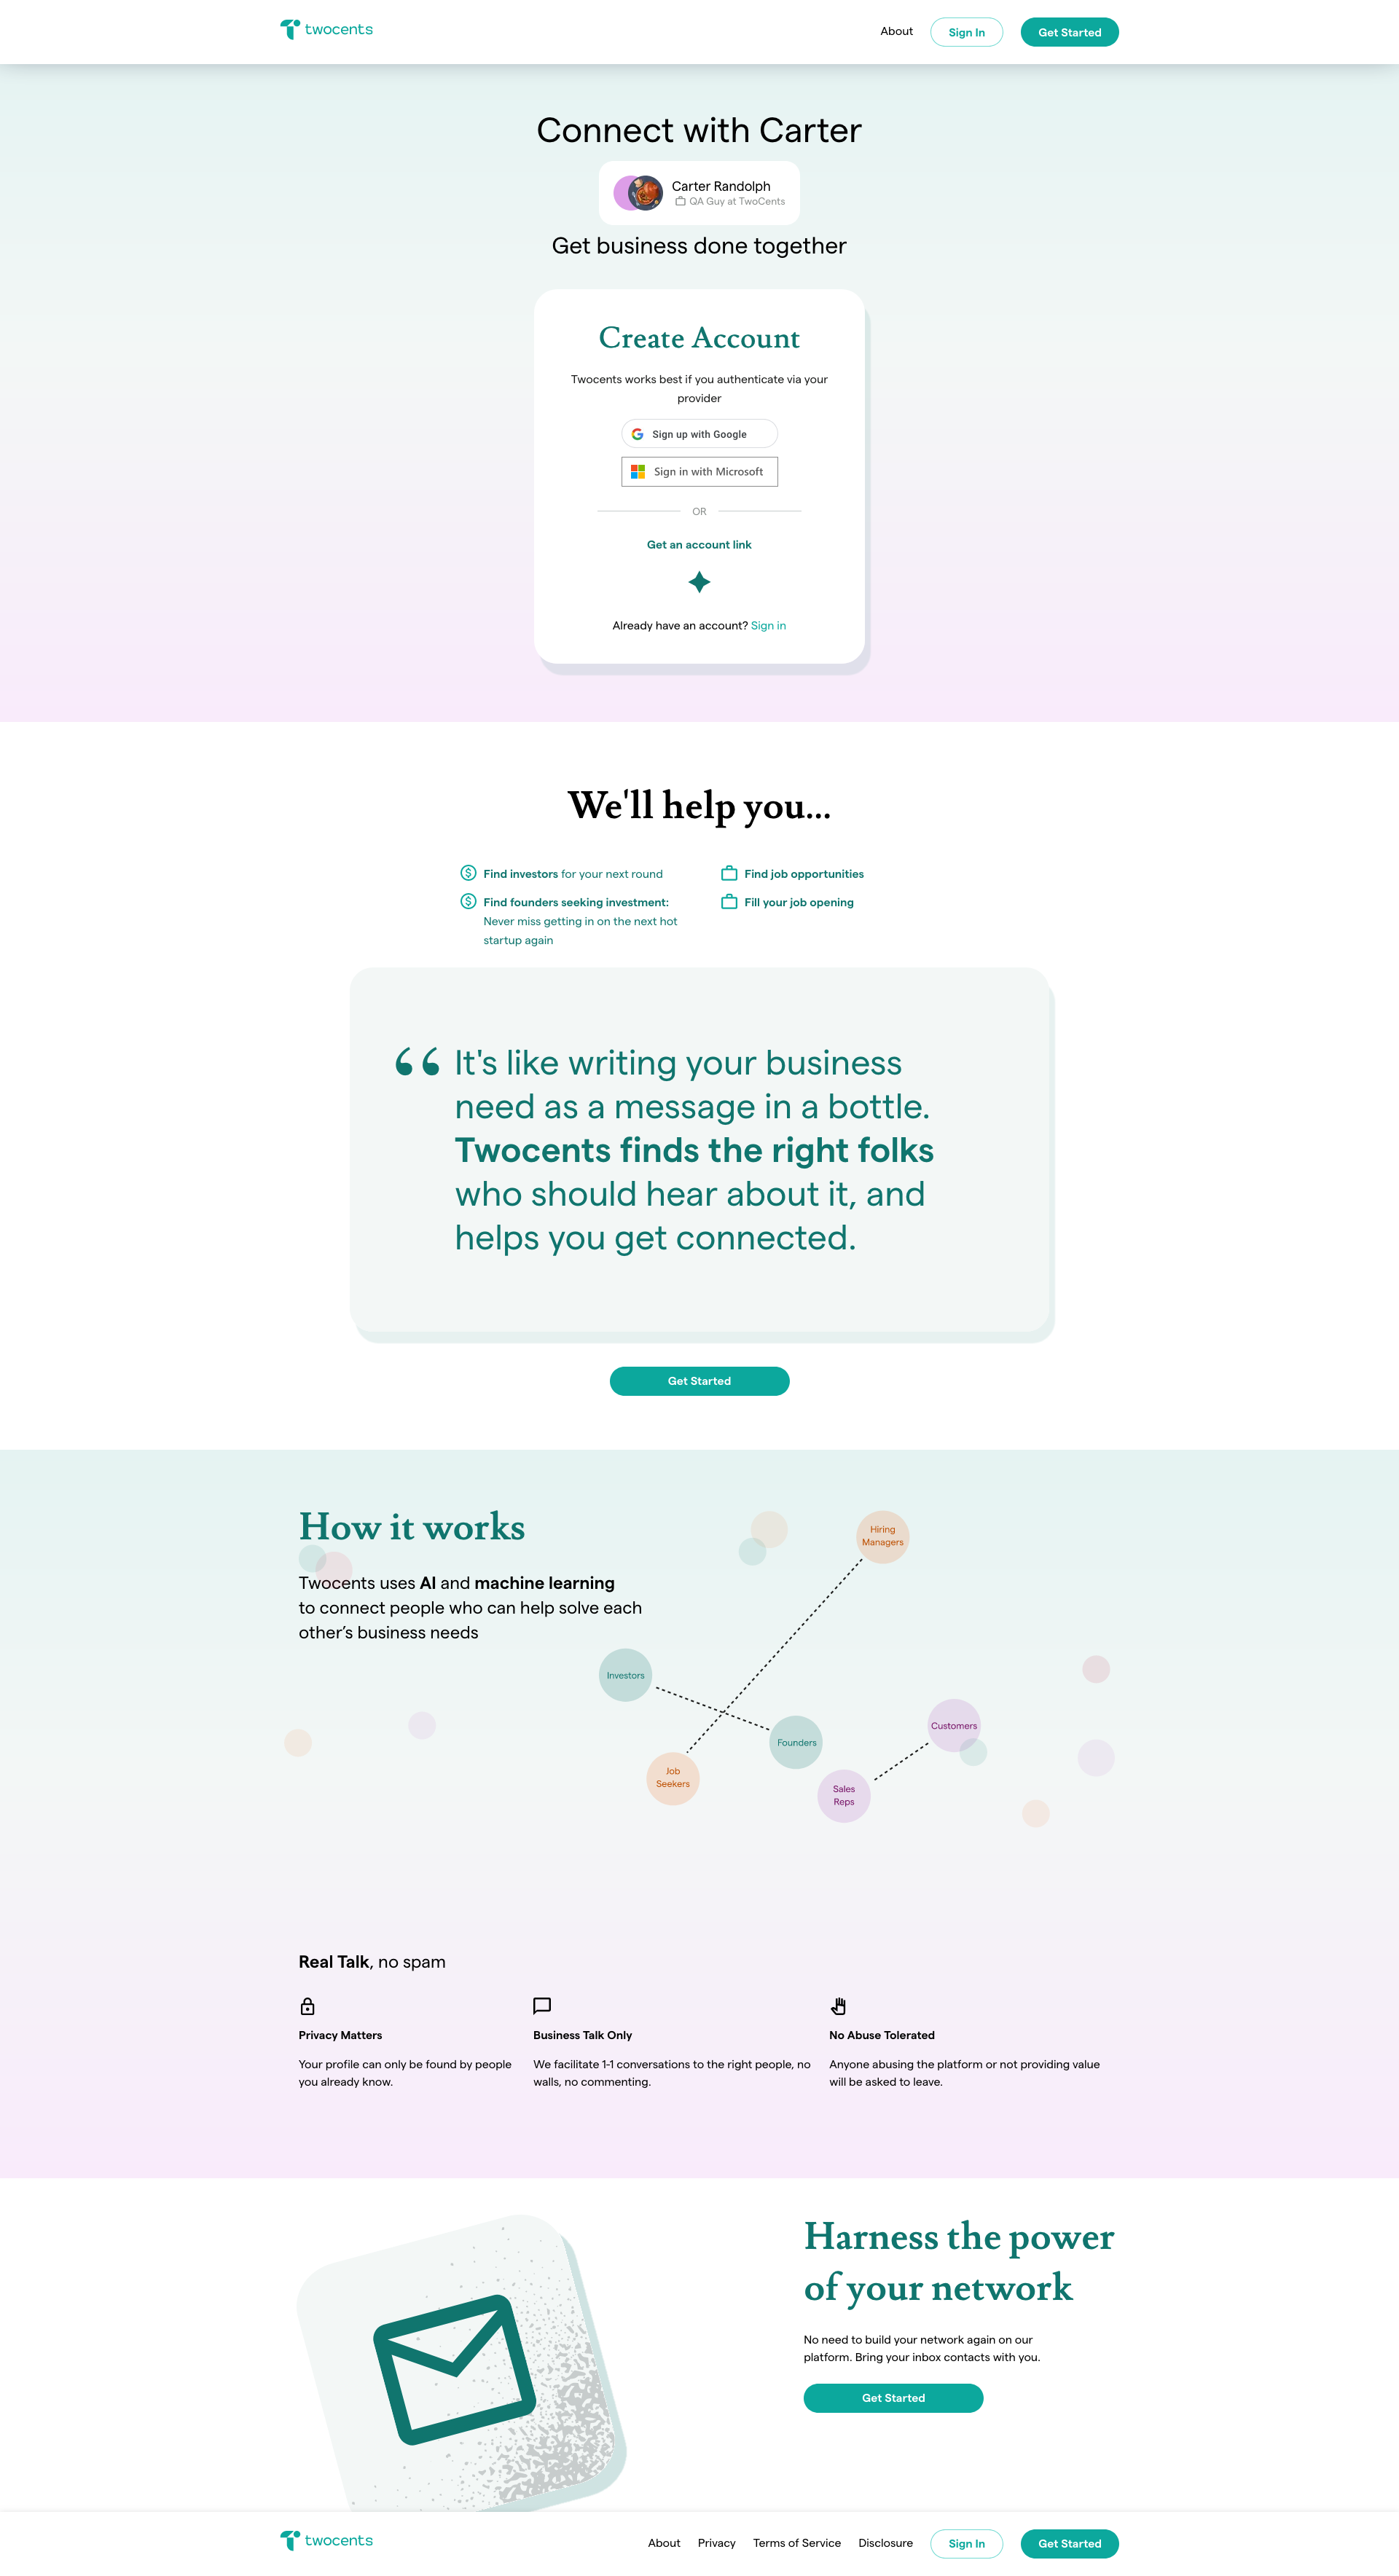 twocents
About
Sign In
Get Started
Connect with Carter
Carter Randolph
QA Guy at TwoCents
Get business done together
Create Account
Twocents works best if you authenticate via your
provider
Sign up with Google
Sign in with Microsoft
OR
Get an account link
Already have an account? Sign in
We'll help you...
Find investors for your next round
Find founders seeking investment:
Never miss getting in on the next hot
startup again
Find job opportunities
Fill your job opening
“ It's like writing your business
need as a message in a bottle.
Twocents finds the right folks
who should hear about it, and
helps you get connected.
Get Started
How it works
Twocents uses AI and machine learning
to connect people who can help solve each
other’s business needs
Hiring
Managers
Investors
Founders
Customers
Job
Seekers
Sales
Reps
Real Talk, no spam
Privacy Matters
Your profile can only be found by people
you already know.
Business Talk Only
We facilitate 1-1 conversations to the right people, no
walls, no commenting.
No Abuse Tolerated
Anyone abusing the platform or not providing value
will be asked to leave.
Harness the power
of your network
No need to build your network again on our
platform. Bring your inbox contacts with you.
Get Started
twocents
About
Privacy
Terms of Service
Disclosure
Sign In
Get Started